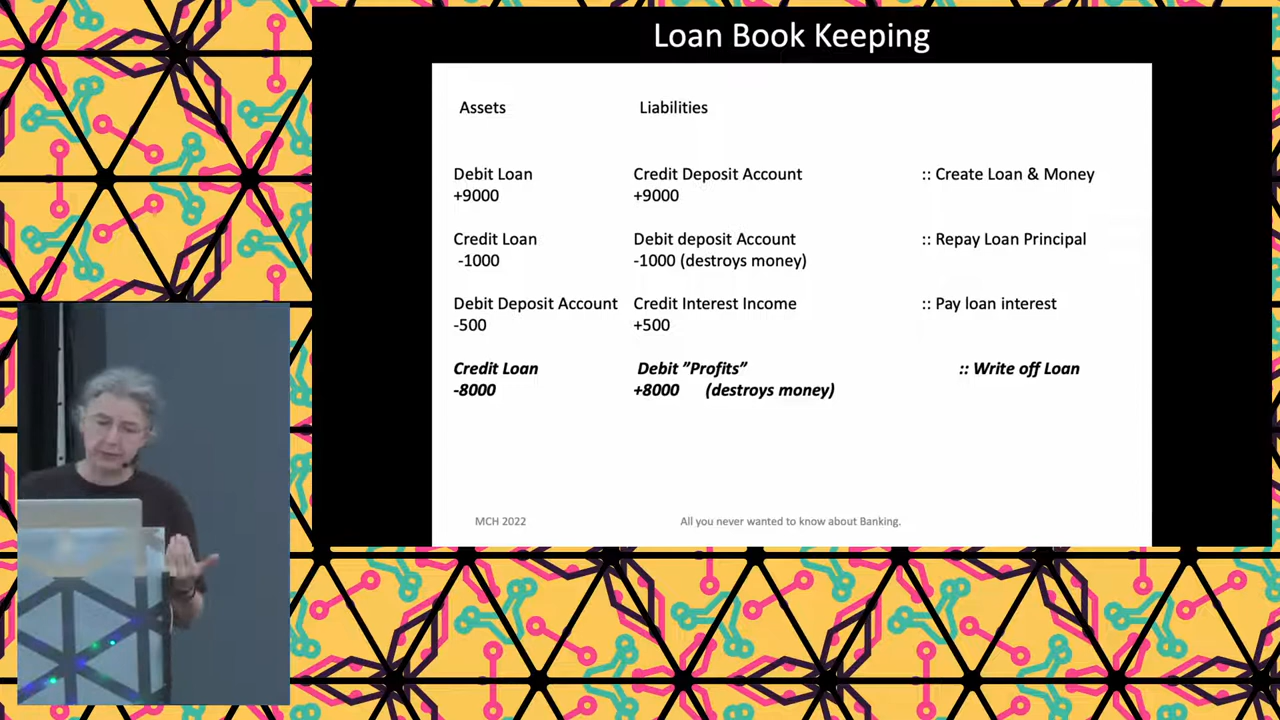 Loan Book Keeping
Assets Liabilities
Debit Loan Credit Deposit Account :: Create Loan & Money
+9000 +9000
Credit Loan Debit deposit Account :: Repay Loan Principal
-1000 -1000 (destroys money)
Debit Deposit Account Credit Interest Income :: Pay loan interest
-500 +500
Credit Loan Debit ”Profits” :: Write off Loan
-8000 +8000 (destroys money)
MCH 2022 All you never wanted to know about Banking.